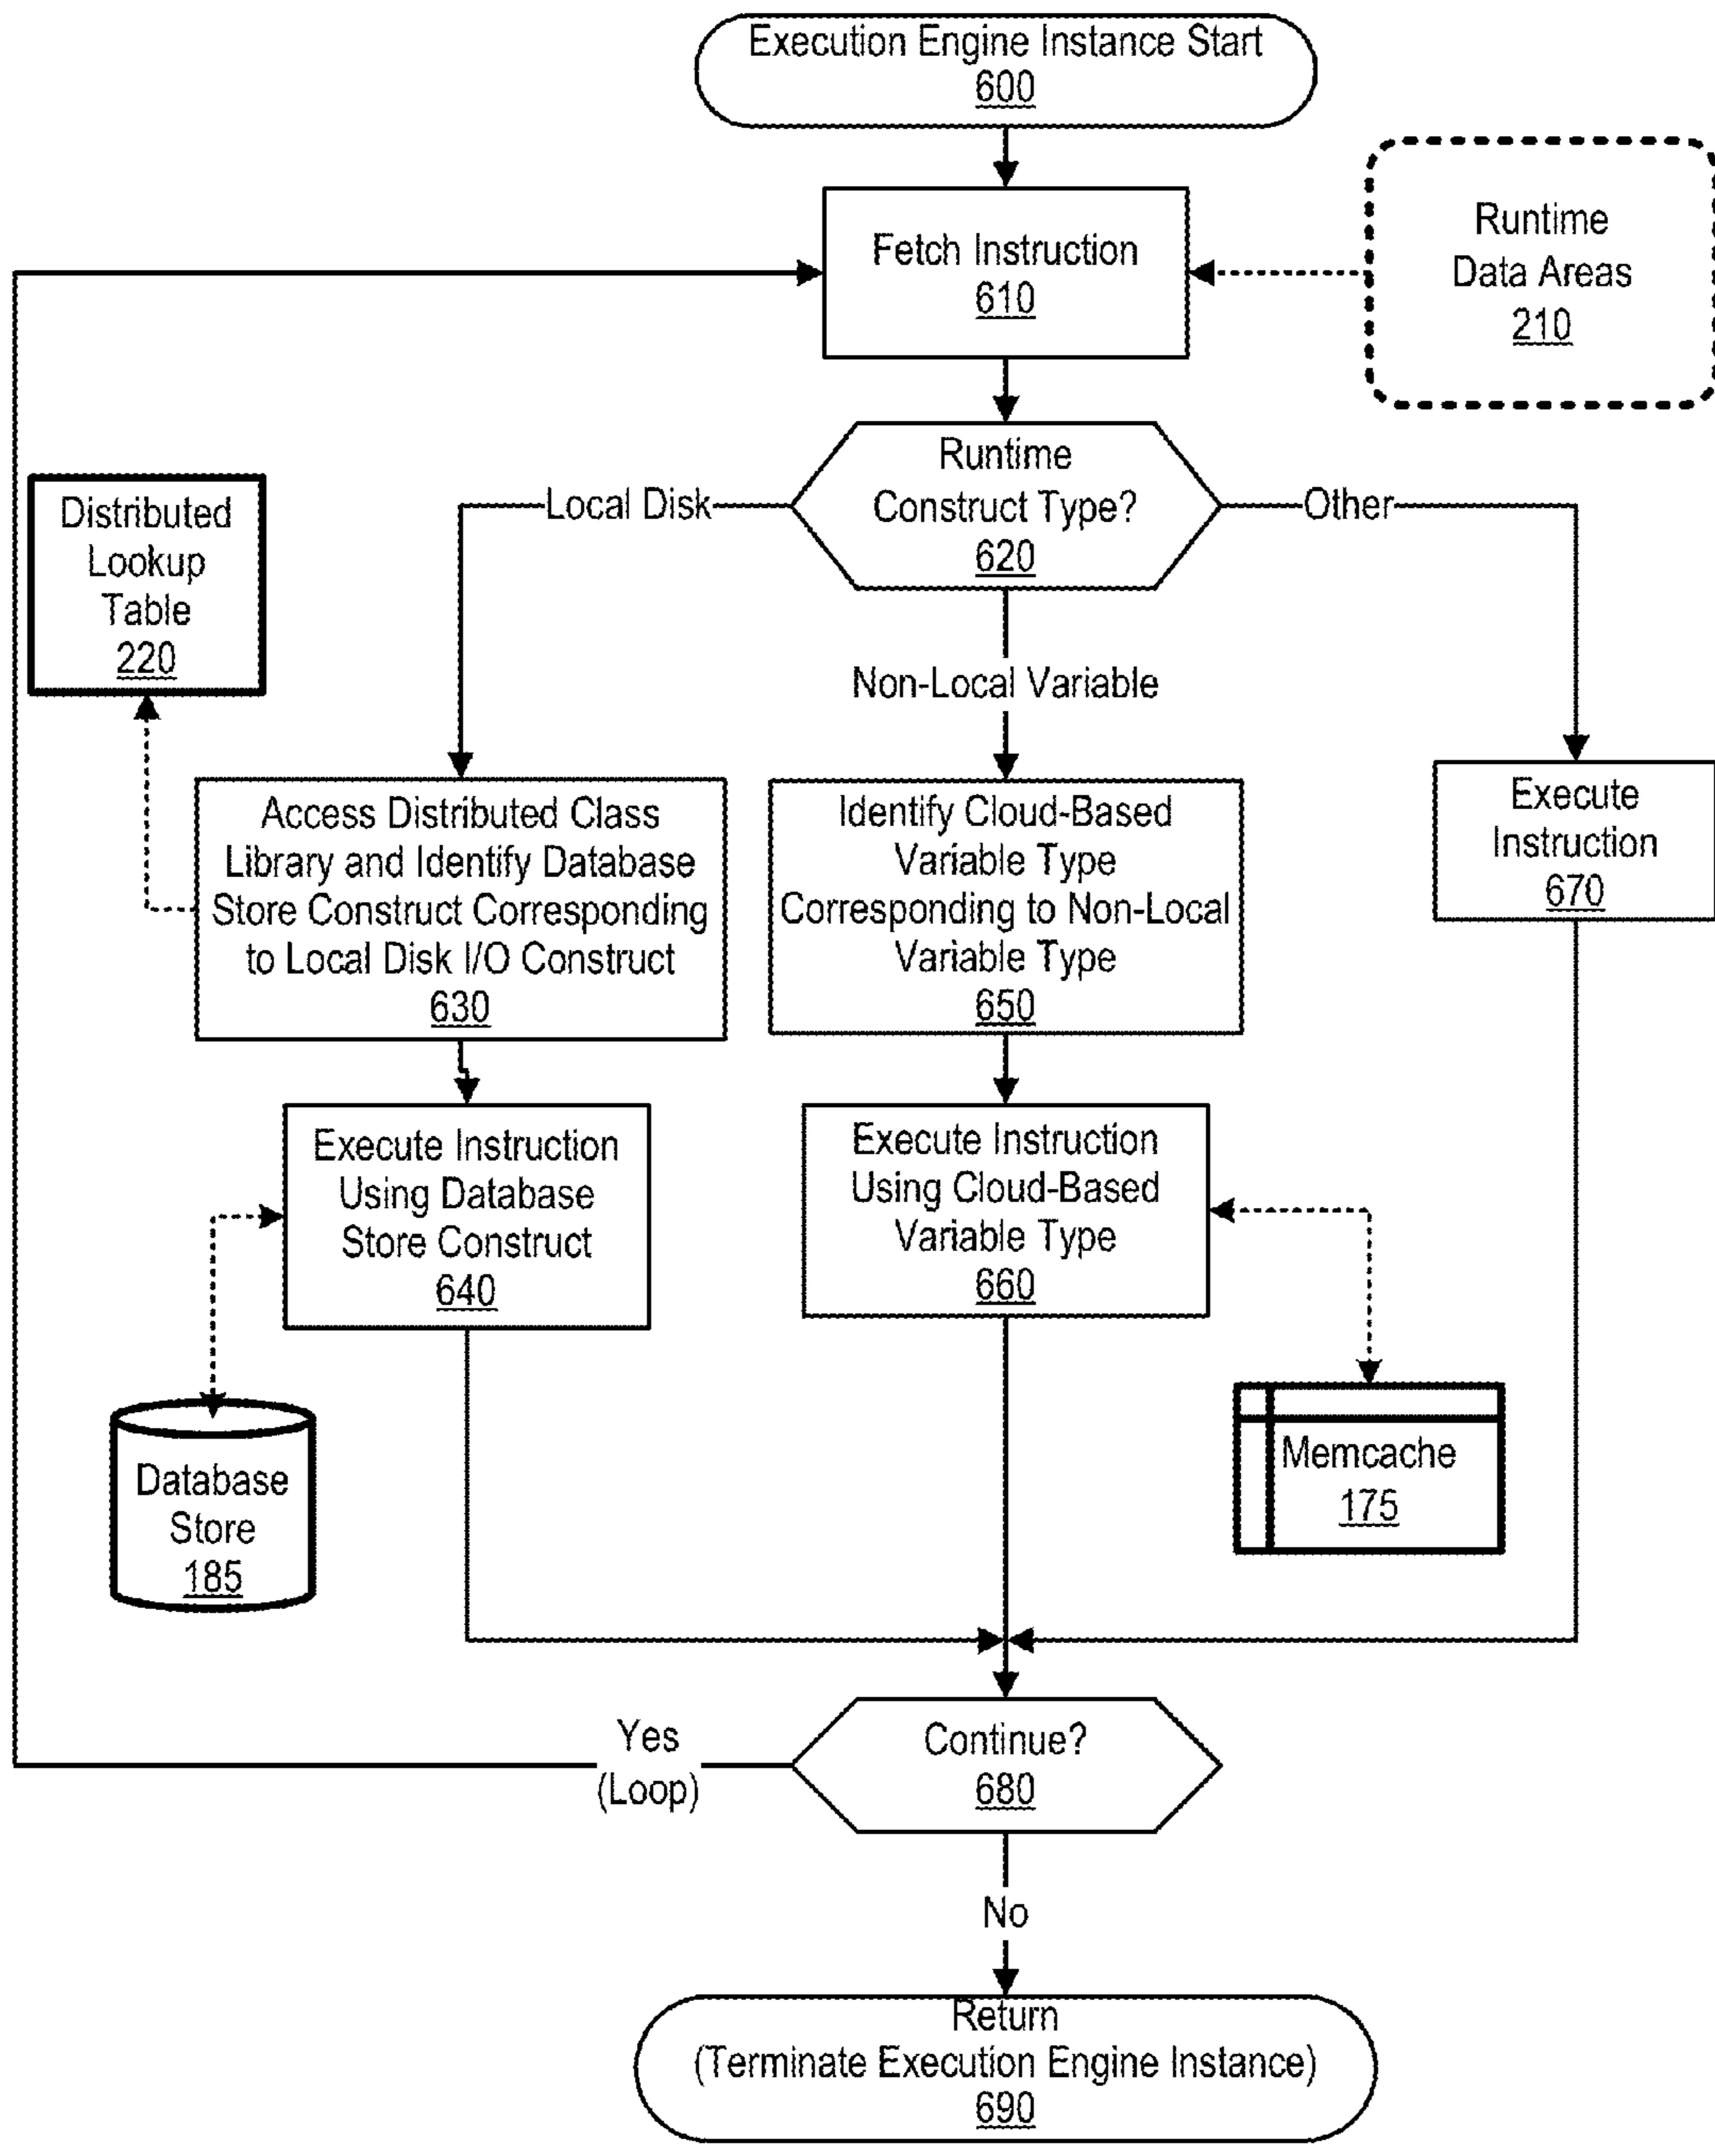 Execution Engine Instance Start
600
Fetch Instruction
610
Runtime
Data Areas
210
Runtime
Construct Type?
620
Local Disk
Other
Non-Local Variable
Distributed
Lookup
Table
220
Access Distributed Class
Library and Identify Database
Store Construct Corresponding
to Local Disk I/O Construct
630
Identify Cloud-Based
Variable Type
Corresponding to Non-Local
Variable Type
650
Execute
Instruction
670
Execute Instruction
Using Database
Store Construct
640
Execute Instruction
Using Cloud-Based
Variable Type
660
Database
Store
185
Memcache
175
Continue?
680
Yes
(Loop)
No
Return
(Terminate Execution Engine Instance)
690